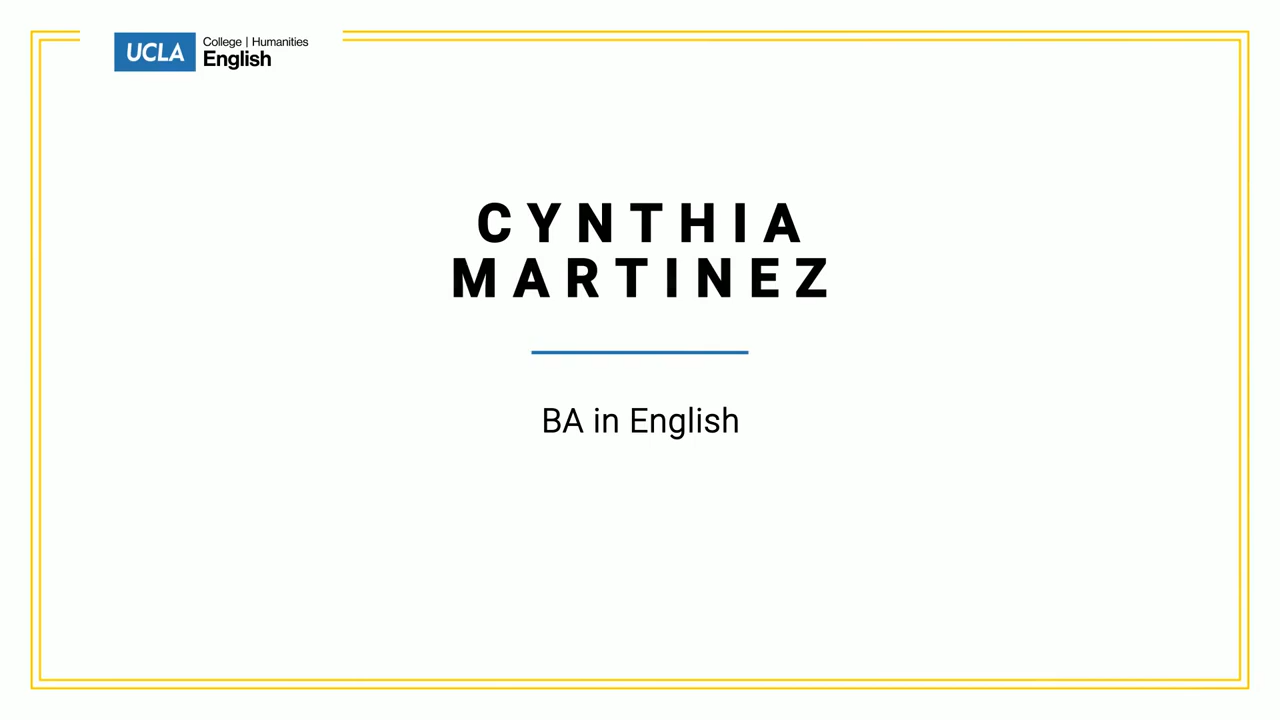 UCLA
College | Humanities
English
CYNTHIA
MARTINEZ
BA in English